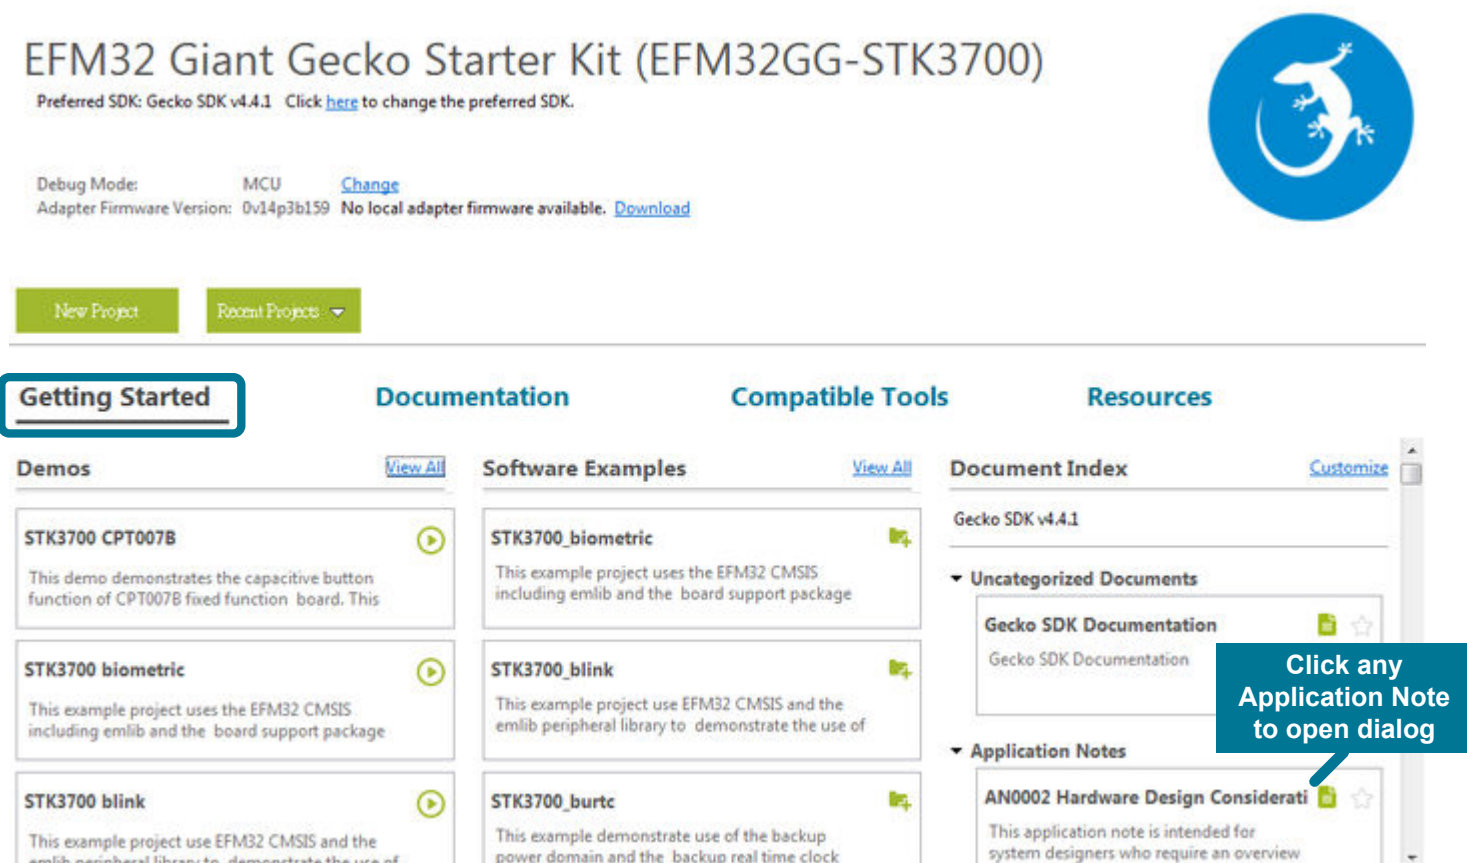 EFM32 Giant Gecko Starter Kit (EFM32GG-STK3700)
Preferred SDK: Gecko SDK v4.4.1 Click here to change the preferred SDK.
Debug Mode: MCU Change
Adapter Firmware Version: 0v14p3b159 No local adapter firmware available. Download
New Project
Recent Projects
Getting Started
Documentation
Compatible Tools
Resources
Demos
View All
STK3700 CPT007B
This demo demonstrates the capacitive button
function of CPT007B fixed function board. This
STK3700 biometric
This example project uses the EFM32 CMSIS
including emlib and the board support package
STK3700 blink
This example project use EFM32 CMSIS and the
emlib peripheral library to demonstrate the use of
Software Examples
View All
STK3700_biometric
This example project uses the EFM32 CMSIS
including emlib and the board support package
STK3700_blink
This example project use EFM32 CMSIS and the
emlib peripheral library to demonstrate the use of
STK3700_burtc
This example demonstrate use of the backup
power domain and the backup real time clock
Document Index
Customize
Gecko SDK v4.4.1
Uncategorized Documents
Gecko SDK Documentation
Gecko SDK Documentation
Click any
Application Note
to open dialog
Application Notes
AN0002 Hardware Design Considerati
This application note is intended for
system designers who require an overview